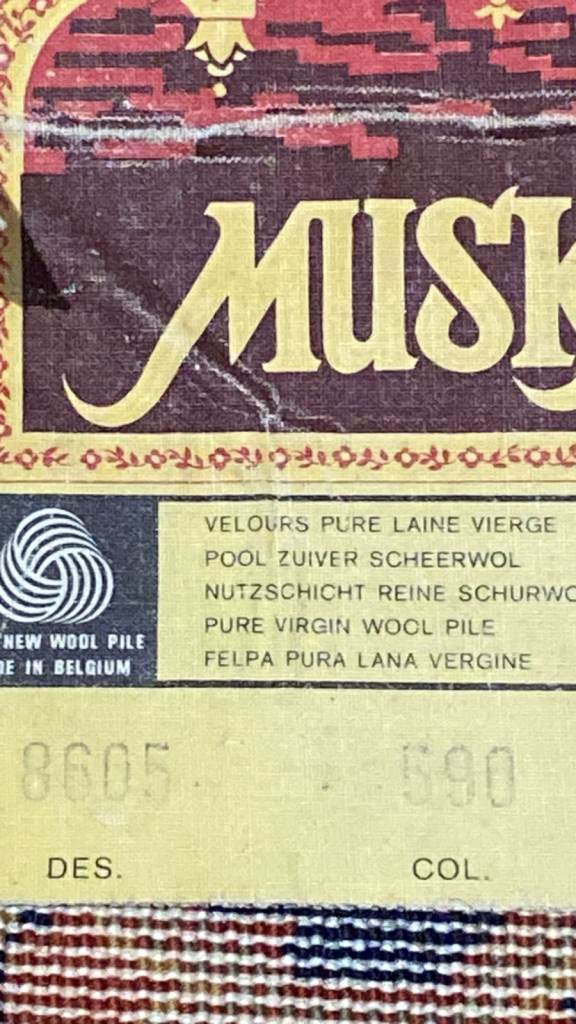 MUSK
VELOURS PURE LAINE VIERGE
POOL ZUIVER SCHEERWOL
NUTZSCHICHT REINE SCHURWO
PURE VIRGIN WOOL PILE
FELPA PURA LANA VERGINE
NEW WOOL PILE
DE IN BELGIUM
8605 590
DES. COL.